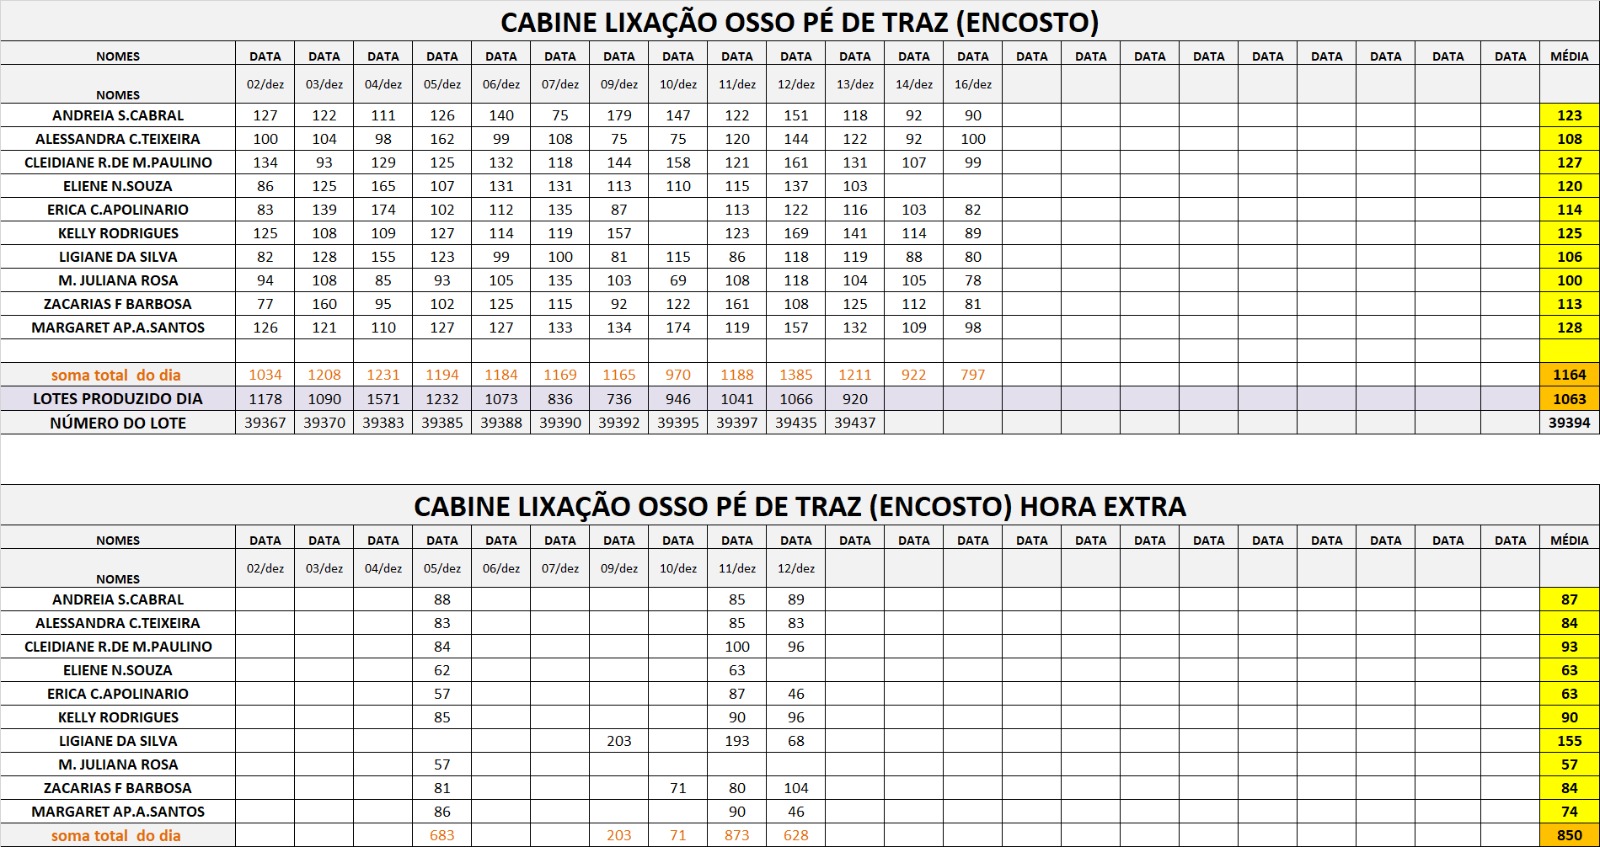 CABINE LIXAÇÃO OSSO PÉ DE TRAZ (ENCOSTO)
NOMES DATA DATA DATA DATA DATA DATA DATA DATA DATA DATA DATA DATA DATA DATA DATA DATA DATA DATA DATA DATA DATA DATA MÉDIA
NOMES 02/dez 03/dez 04/dez 05/dez 06/dez 07/dez 09/dez 10/dez 11/dez 12/dez 13/dez 14/dez 16/dez
ANDREIA S.CABRAL 127 122 111 126 140 75 179 147 122 151 118 92 90 123
ALESSANDRA C.TEIXEIRA 100 104 98 162 99 108 75 75 120 144 122 92 100 108
CLEIDIANE R.DE M.PAULINO 134 93 129 125 132 118 144 158 121 161 131 107 99 127
ELIENE N.SOUZA 86 125 165 107 131 131 113 110 115 137 103 120
ERICA C.APOLINARIO 83 139 174 102 112 135 87 113 122 116 103 82 114
KELLY RODRIGUES 125 108 109 127 114 119 157 123 169 141 114 89 125
LIGIANE DA SILVA 82 128 155 123 99 100 81 115 86 118 119 88 80 106
M. JULIANA ROSA 94 108 85 93 105 135 103 69 108 118 104 105 78 100
ZACARIAS F BARBOSA 77 160 95 102 125 115 92 122 161 108 125 112 81 113
MARGARET AP.A.SANTOS 126 121 110 127 127 133 134 174 119 157 132 109 98 128
soma total do dia 1034 1208 1231 1194 1184 1169 1165 970 1188 1385 1211 922 797 1164
LOTES PRODUZIDO DIA 1178 1090 1571 1232 1073 836 736 946 1041 1066 920 1063
NÚMERO DO LOTE 39367 39370 39383 39385 39388 39390 39392 39395 39397 39435 39437 39394
CABINE LIXAÇÃO OSSO PÉ DE TRAZ (ENCOSTO) HORA EXTRA
NOMES DATA DATA DATA DATA DATA DATA DATA DATA DATA DATA DATA DATA DATA DATA DATA DATA DATA DATA DATA DATA DATA DATA MÉDIA
NOMES 02/dez 03/dez 04/dez 05/dez 06/dez 07/dez 09/dez 10/dez 11/dez 12/dez
ANDREIA S.CABRAL 88 85 89 87
ALESSANDRA C.TEIXEIRA 83 85 83 84
CLEIDIANE R.DE M.PAULINO 84 100 96 93
ELIENE N.SOUZA 62 63 63
ERICA C.APOLINARIO 57 87 46 63
KELLY RODRIGUES 85 90 96 90
LIGIANE DA SILVA 203 193 68 155
M. JULIANA ROSA 57 57
ZACARIAS F BARBOSA 81 71 80 104 84
MARGARET AP.A.SANTOS 86 90 46 74
soma total do dia 683 203 71 873 628 850